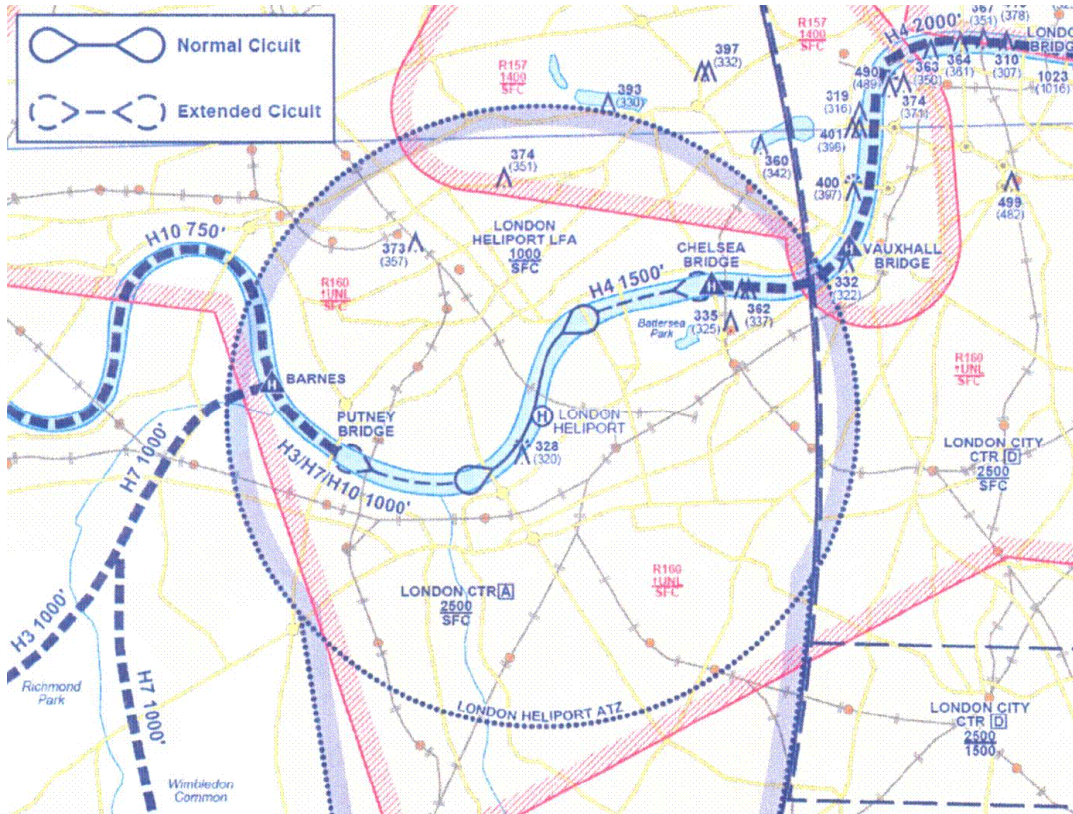 Normal Cicuit
Extended Cicuit
R157
1400
SFC
R157
1400
SFC
397
(332)
393
(330)
H4 2000'
367
(351)
(378)
LONDON
BRIDGE
363
(350)
364
(361)
310
(307)
1023
(1016)
490
(489)
374
(371)
319
(316)
401
(398)
360
(342)
400
(397)
499
(482)
374
(351)
H10 750'
373
(357)
LONDON
HELIPORT LFA
1000
SFC
CHELSEA
BRIDGE
VAUXHALL
BRIDGE
R160
†UNL
SFC
H4 1500'
332
(322)
335
(325)
362
(337)
Battersea
Park
H
H
BARNES
PUTNEY
BRIDGE
H
LONDON
HELIPORT
328
(320)
R160
†UNL
SFC
H7 1000'
H3/H7/H10 1000'
LONDON CITY
CTR D
2500
SFC
R160
†UNL
SFC
LONDON CTR A
2500
SFC
H3 1000'
Richmond
Park
H7 1000'
LONDON HELIPORT ATZ
LONDON CITY
CTR D
2500
1500
Wimbledon
Common